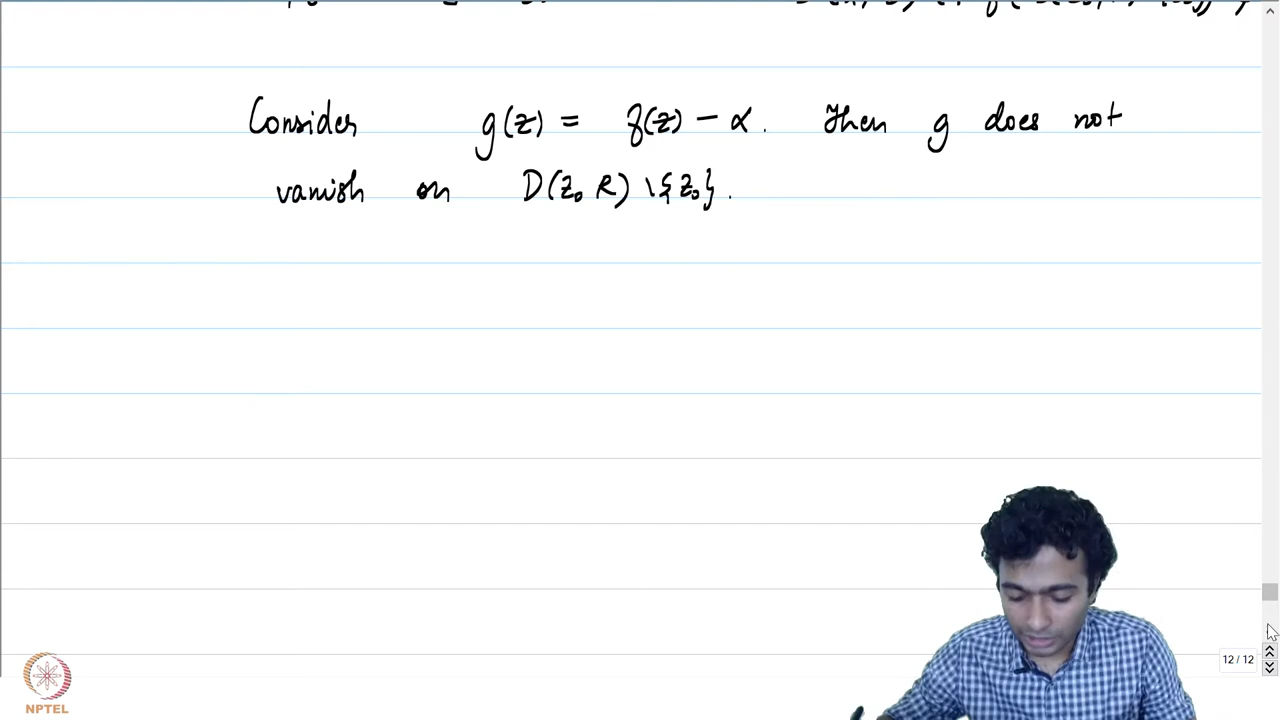 Consider g(z) = f(z) - α. Then g does not
vanish on D(z₀ R) \ {z₀}.
12 / 12
NPTEL